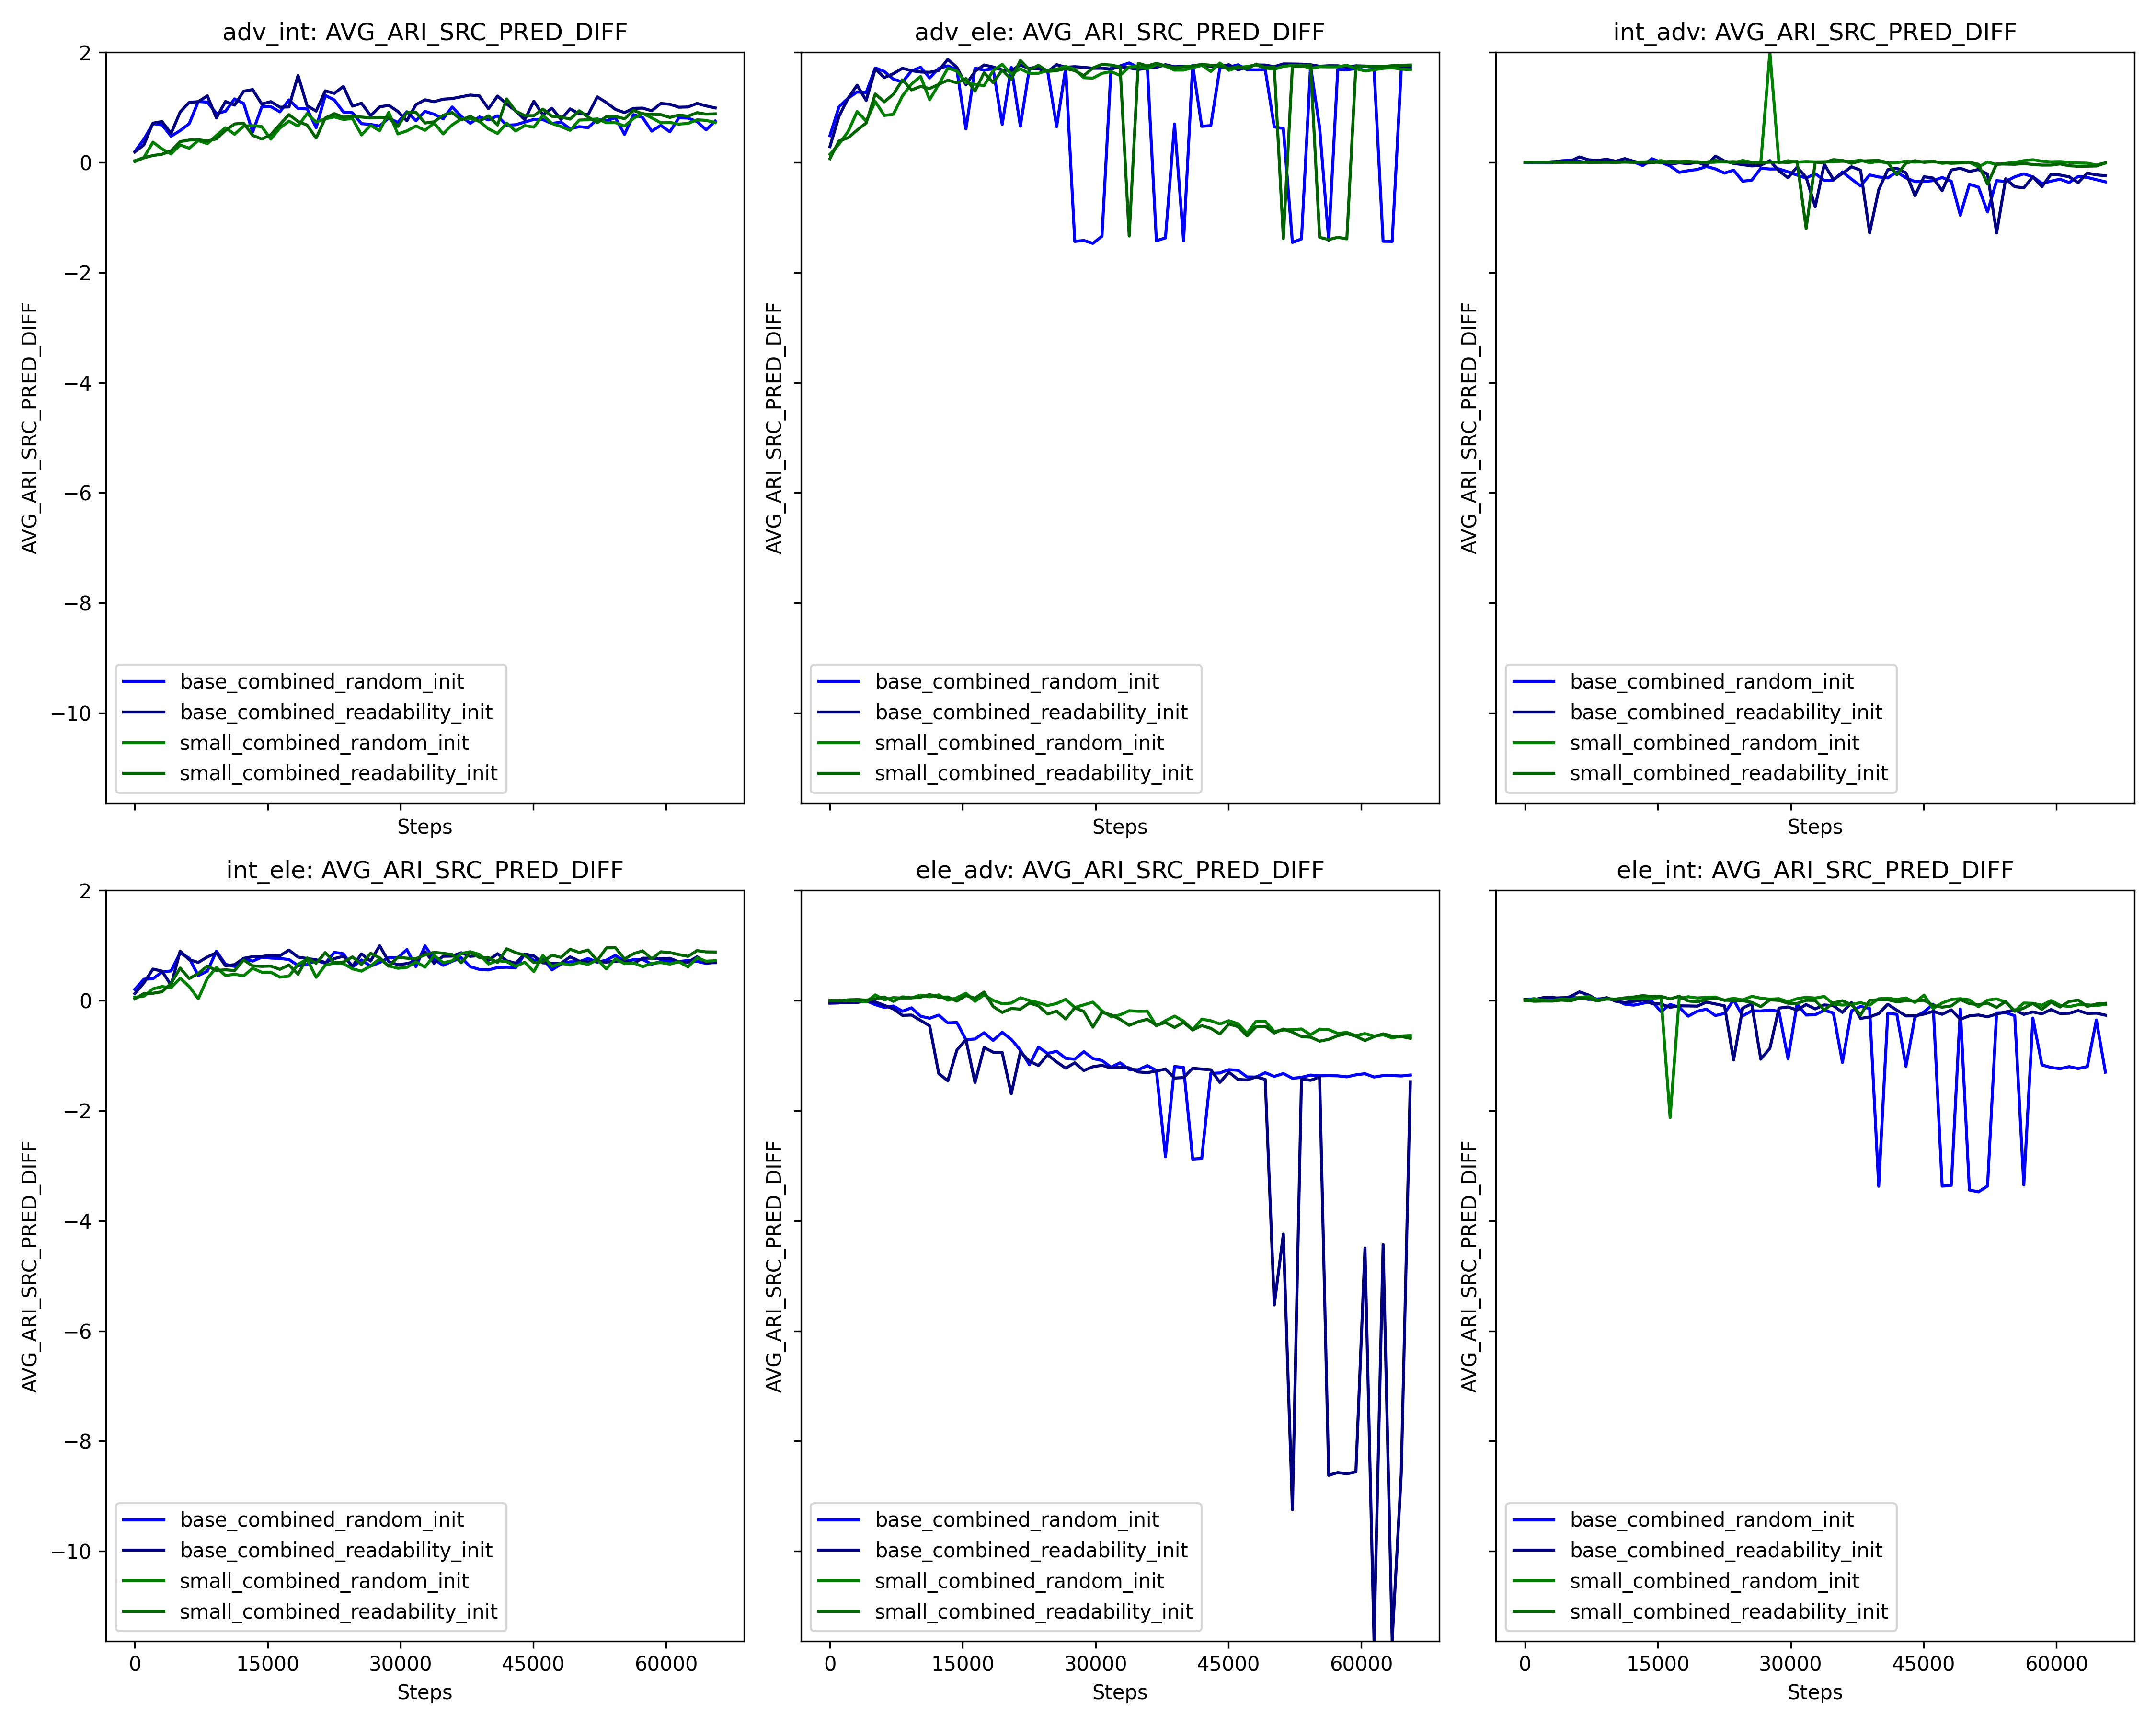 adv_int: AVG_ARI_SRC_PRED_DIFF
AVG_ARI_SRC_PRED_DIFF
2
0
−2
−4
−6
−8
−10
base_combined_random_init
base_combined_readability_init
small_combined_random_init
small_combined_readability_init
Steps
adv_ele: AVG_ARI_SRC_PRED_DIFF
AVG_ARI_SRC_PRED_DIFF
base_combined_random_init
base_combined_readability_init
small_combined_random_init
small_combined_readability_init
Steps
int_adv: AVG_ARI_SRC_PRED_DIFF
AVG_ARI_SRC_PRED_DIFF
base_combined_random_init
base_combined_readability_init
small_combined_random_init
small_combined_readability_init
Steps
int_ele: AVG_ARI_SRC_PRED_DIFF
AVG_ARI_SRC_PRED_DIFF
2
0
−2
−4
−6
−8
−10
base_combined_random_init
base_combined_readability_init
small_combined_random_init
small_combined_readability_init
0 15000 30000 45000 60000
Steps
ele_adv: AVG_ARI_SRC_PRED_DIFF
AVG_ARI_SRC_PRED_DIFF
base_combined_random_init
base_combined_readability_init
small_combined_random_init
small_combined_readability_init
0 15000 30000 45000 60000
Steps
ele_int: AVG_ARI_SRC_PRED_DIFF
AVG_ARI_SRC_PRED_DIFF
base_combined_random_init
base_combined_readability_init
small_combined_random_init
small_combined_readability_init
0 15000 30000 45000 60000
Steps